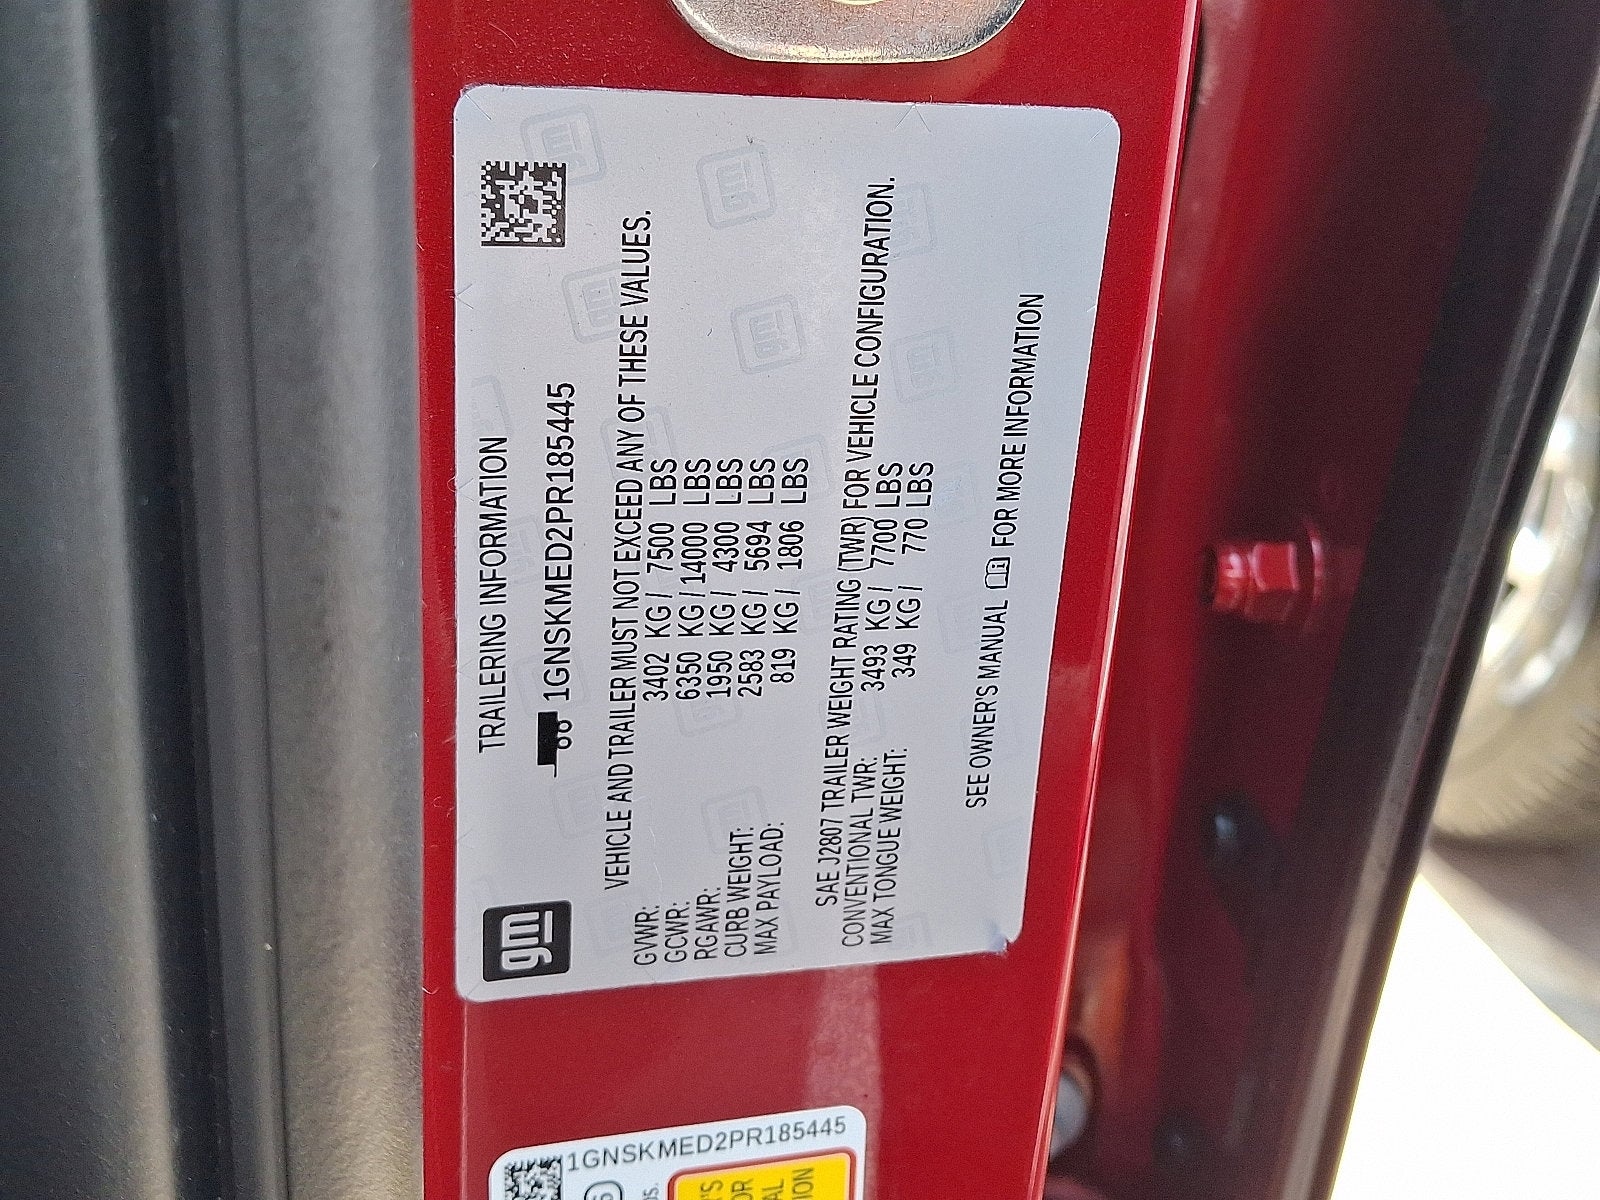 gm
TRAILERING INFORMATION
1GNSKMED2PR185445
VEHICLE AND TRAILER MUST NOT EXCEED ANY OF THESE VALUES.
GVWR: 3402 KG / 7500 LBS
GCWR: 6350 KG / 14000 LBS
RGAWR: 1950 KG / 4300 LBS
CURB WEIGHT: 2583 KG / 5694 LBS
MAX PAYLOAD: 819 KG / 1806 LBS
SAE J2807 TRAILER WEIGHT RATING (TWR) FOR VEHICLE CONFIGURATION.
CONVENTIONAL TWR: 3493 KG / 7700 LBS
MAX TONGUE WEIGHT: 349 KG / 770 LBS
SEE OWNER'S MANUAL FOR MORE INFORMATION
1GNSKMED2PR185445